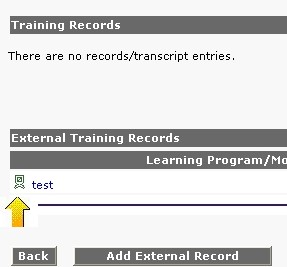 Training Records
There are no records/transcript entries.
External Training Records
Learning Program/Mo
test
Back
Add External Record